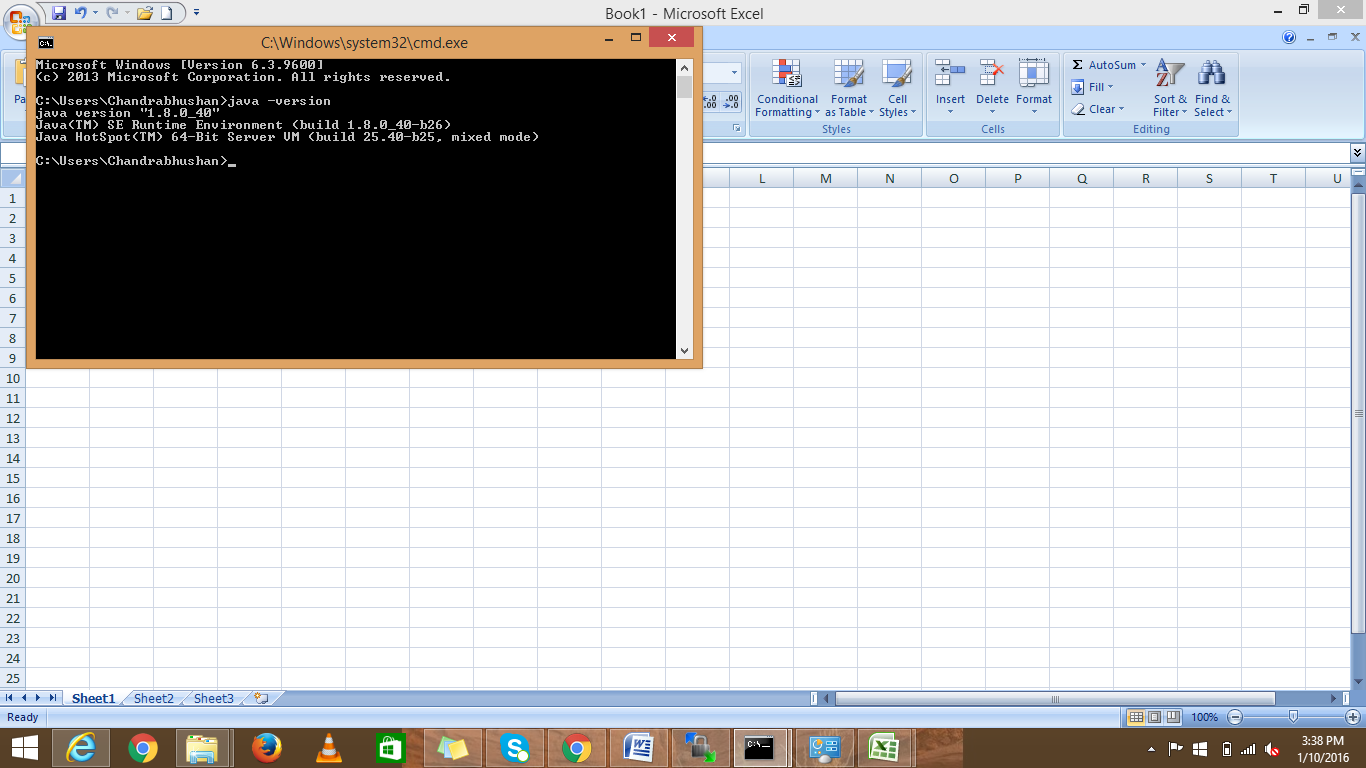 Book1 - Microsoft Excel
C:\Windows\system32\cmd.exe
Microsoft Windows [Version 6.3.9600]
(c) 2013 Microsoft Corporation. All rights reserved.
C:\Users\Chandrabhushan>java -version
java version "1.8.0_40"
Java(TM) SE Runtime Environment (build 1.8.0_40-b26)
Java HotSpot(TM) 64-Bit Server VM (build 25.40-b25, mixed mode)
C:\Users\Chandrabhushan>_
Pa
.00 .00
Conditional Formatting
Format as Table
Cell Styles
Styles
Insert
Delete
Format
Cells
Σ AutoSum
Fill
Clear
Sort & Filter
Find & Select
Editing
L M N O P Q R S T U
1
2
3
4
5
6
7
8
9
10
11
12
13
14
15
16
17
18
19
20
21
22
23
24
25
Sheet1 Sheet2 Sheet3
Ready
100%
3:38 PM
1/10/2016